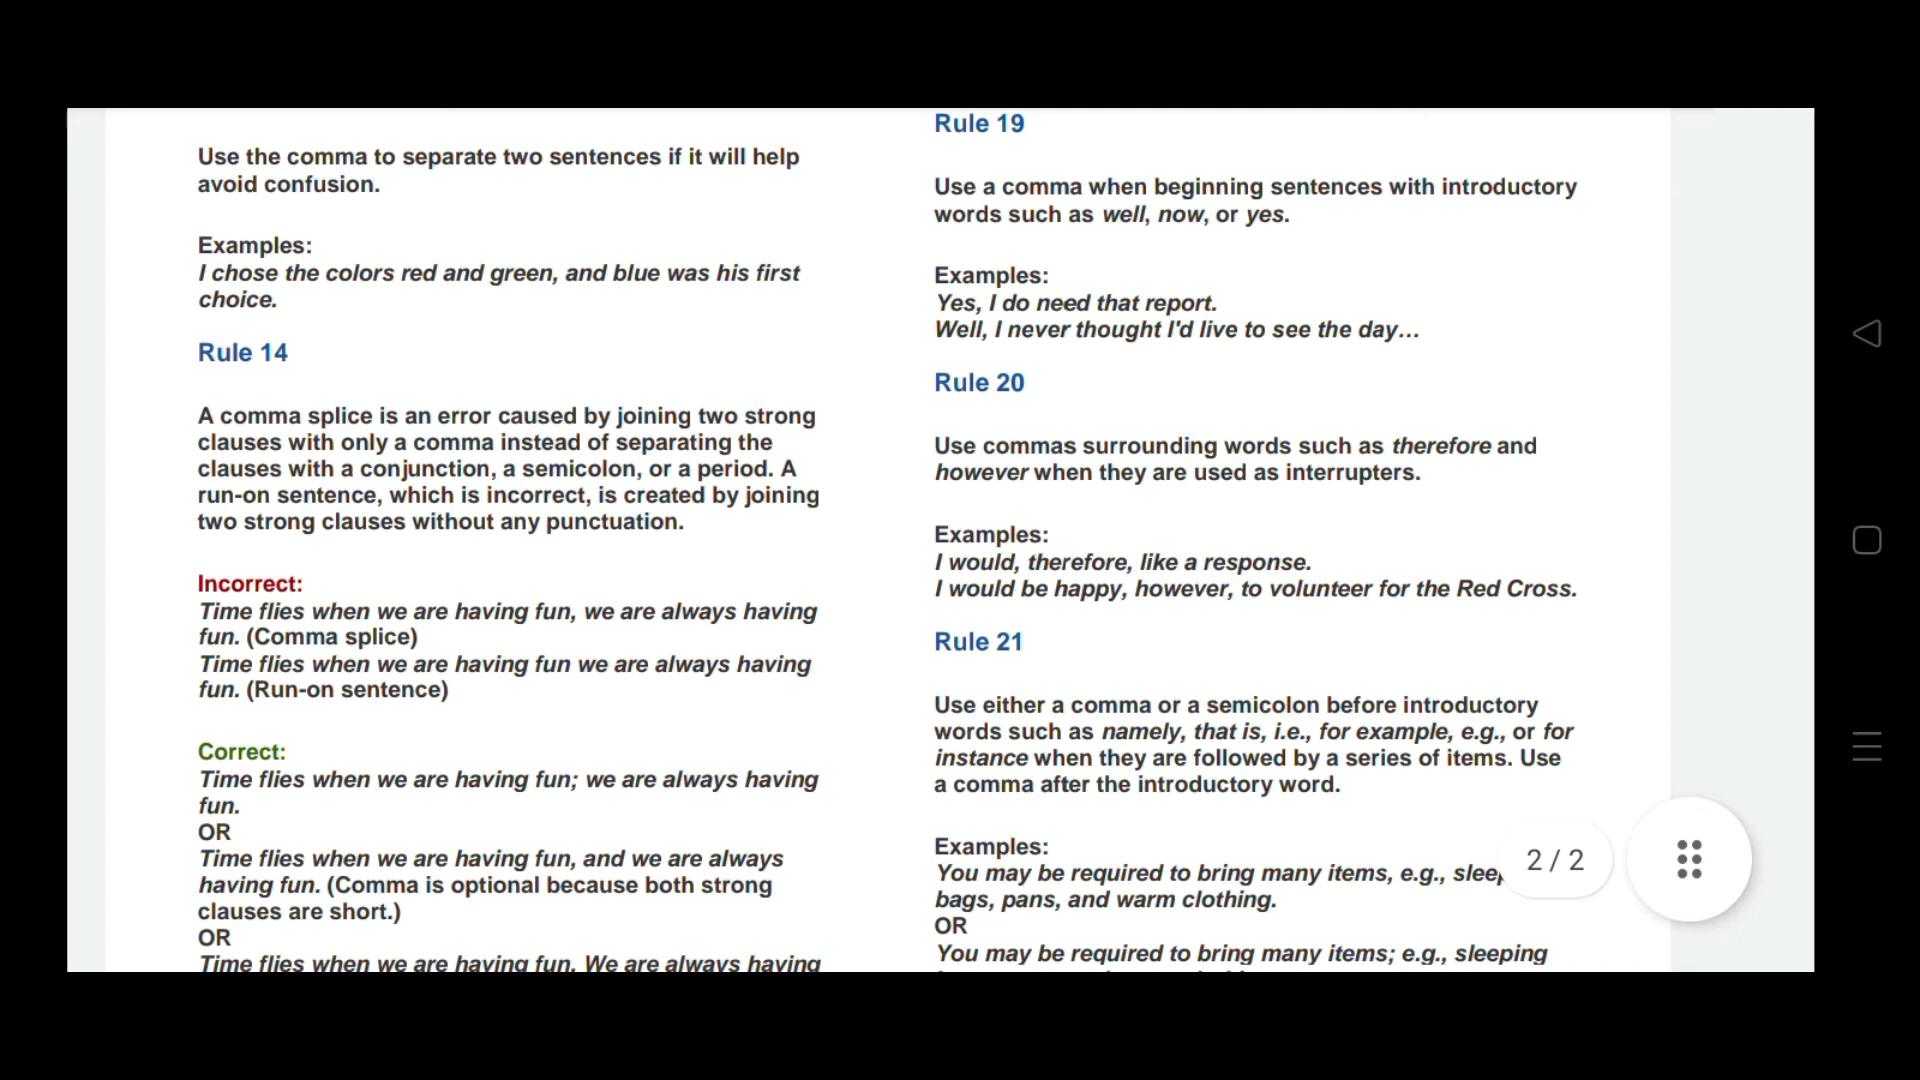 Use the comma to separate two sentences if it will help
avoid confusion.
Examples:
I chose the colors red and green, and blue was his first
choice.
Rule 14
A comma splice is an error caused by joining two strong
clauses with only a comma instead of separating the
clauses with a conjunction, a semicolon, or a period. A
run-on sentence, which is incorrect, is created by joining
two strong clauses without any punctuation.
Incorrect:
Time flies when we are having fun, we are always having
fun. (Comma splice)
Time flies when we are having fun we are always having
fun. (Run-on sentence)
Correct:
Time flies when we are having fun; we are always having
fun.
OR
Time flies when we are having fun, and we are always
having fun. (Comma is optional because both strong
clauses are short.)
OR
Time flies when we are having fun. We are always having
Rule 19
Use a comma when beginning sentences with introductory
words such as well, now, or yes.
Examples:
Yes, I do need that report.
Well, I never thought I'd live to see the day…
Rule 20
Use commas surrounding words such as therefore and
however when they are used as interrupters.
Examples:
I would, therefore, like a response.
I would be happy, however, to volunteer for the Red Cross.
Rule 21
Use either a comma or a semicolon before introductory
words such as namely, that is, i.e., for example, e.g., or for
instance when they are followed by a series of items. Use
a comma after the introductory word.
Examples:
You may be required to bring many items, e.g.,
bags, pans, and warm clothing.
OR
You may be required to bring many items; e.g., sleeping
2 / 2